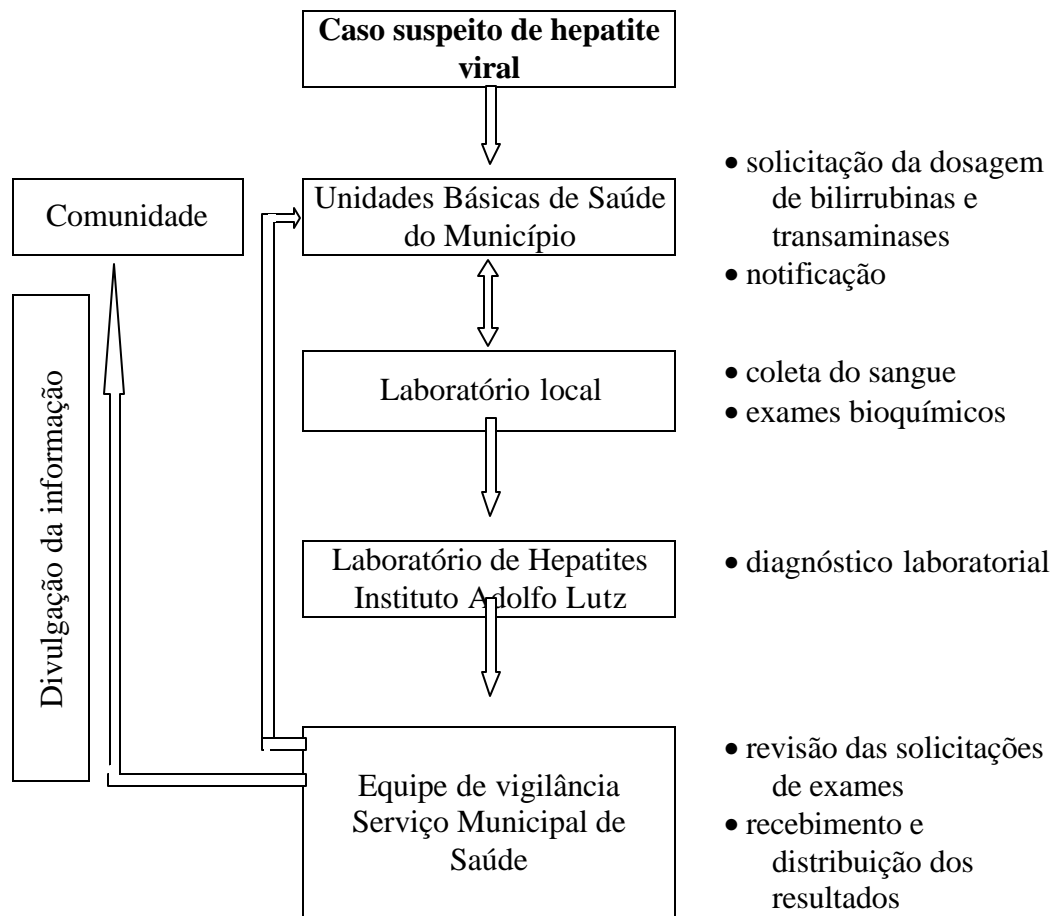 Caso suspeito de hepatite
viral
Comunidade
Unidades Básicas de Saúde
do Município
• solicitação da dosagem
de bilirrubinas e
transaminases
• notificação
Divulgação da informação
Laboratório local
• coleta do sangue
• exames bioquímicos
Laboratório de Hepatites
Instituto Adolfo Lutz
• diagnóstico laboratorial
Equipe de vigilância
Serviço Municipal de
Saúde
• revisão das solicitações
de exames
• recebimento e
distribuição dos
resultados